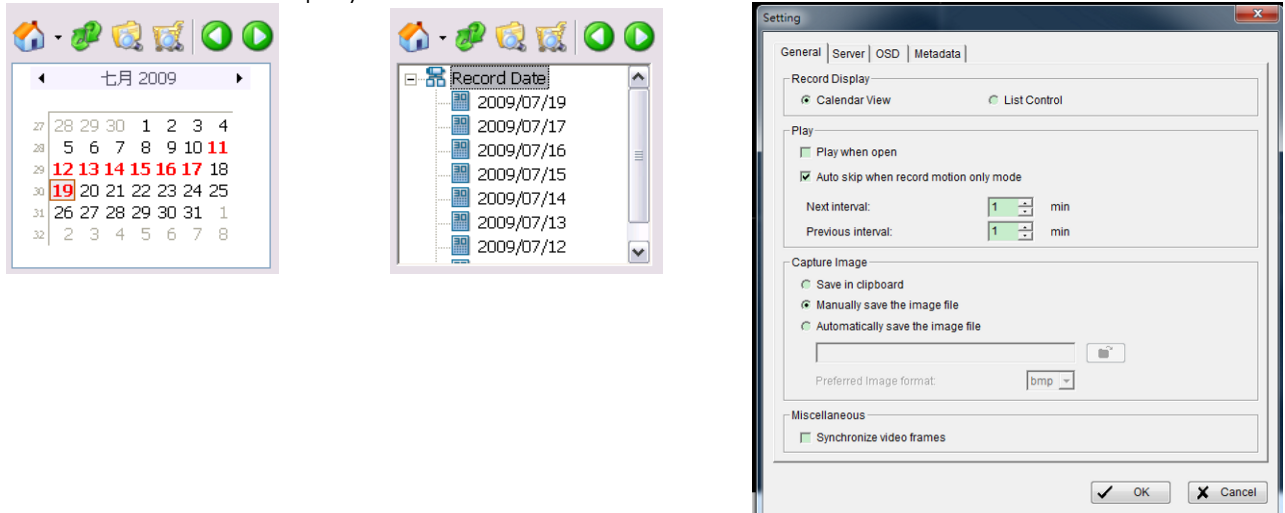 七月 2009
27 28 29 30 1 2 3 4
28 5 6 7 8 9 10 11
29 12 13 14 15 16 17 18
30 19 20 21 22 23 24 25
31 26 27 28 29 30 31 1
32 2 3 4 5 6 7 8
Record Date
2009/07/19
2009/07/17
2009/07/16
2009/07/15
2009/07/14
2009/07/13
2009/07/12
Setting
General Server OSD Metadata
Record Display
Calendar View List Control
Play
Play when open
Auto skip when record motion only mode
Next interval: 1 min
Previous interval: 1 min
Capture Image
Save in clipboard
Manually save the image file
Automatically save the image file
Preferred Image format: bmp
Miscellaneous
Synchronize video frames
OK Cancel